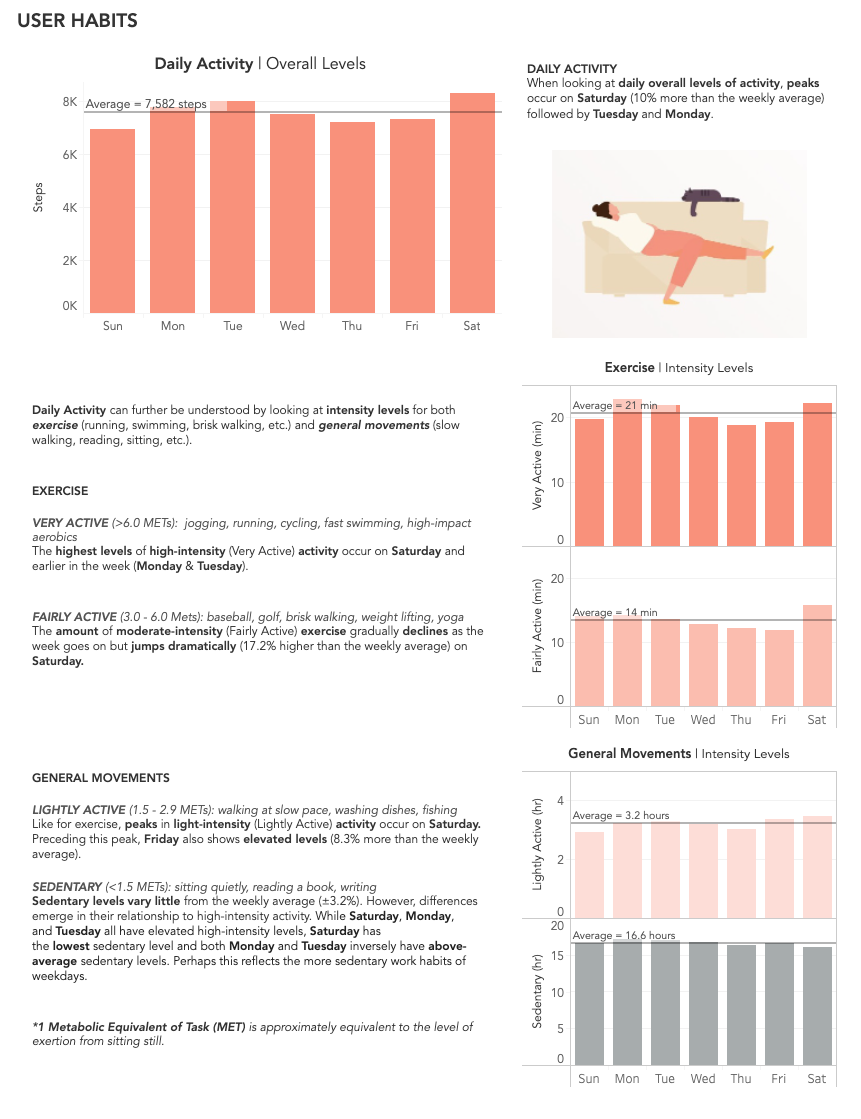 USER HABITS
Daily Activity | Overall Levels
8K
6K
4K
2K
0K
Steps
Average = 7,582 steps
Sun Mon Tue Wed Thu Fri Sat
DAILY ACTIVITY
When looking at daily overall levels of activity, peaks
occur on Saturday (10% more than the weekly average)
followed by Tuesday and Monday.
Daily Activity can further be understood by looking at intensity levels for both
exercise (running, swimming, brisk walking, etc.) and general movements (slow
walking, reading, sitting, etc.).
EXERCISE
VERY ACTIVE (>6.0 METs): jogging, running, cycling, fast swimming, high-impact
aerobics
The highest levels of high-intensity (Very Active) activity occur on Saturday and
earlier in the week (Monday & Tuesday).
FAIRLY ACTIVE (3.0 - 6.0 Mets): baseball, golf, brisk walking, weight lifting, yoga
The amount of moderate-intensity (Fairly Active) exercise gradually declines as the
week goes on but jumps dramatically (17.2% higher than the weekly average) on
Saturday.
Exercise | Intensity Levels
Very Active (min)
20
10
0
Average = 21 min
Fairly Active (min)
20
10
0
Average = 14 min
Sun Mon Tue Wed Thu Fri Sat
GENERAL MOVEMENTS
LIGHTLY ACTIVE (1.5 - 2.9 METs): walking at slow pace, washing dishes, fishing
Like for exercise, peaks in light-intensity (Lightly Active) activity occur on Saturday.
Preceding this peak, Friday also shows elevated levels (8.3% more than the weekly
average).
SEDENTARY (<1.5 METs): sitting quietly, reading a book, writing
Sedentary levels vary little from the weekly average (±3.2%). However, differences
emerge in their relationship to high-intensity activity. While Saturday, Monday,
and Tuesday all have elevated high-intensity levels, Saturday has
the lowest sedentary level and both Monday and Tuesday inversely have above-
average sedentary levels. Perhaps this reflects the more sedentary work habits of
weekdays.
*1 Metabolic Equivalent of Task (MET) is approximately equivalent to the level of
exertion from sitting still.
General Movements | Intensity Levels
Lightly Active (hr)
4
2
0
Average = 3.2 hours
Sedentary (hr)
20
15
10
5
0
Average = 16.6 hours
Sun Mon Tue Wed Thu Fri Sat